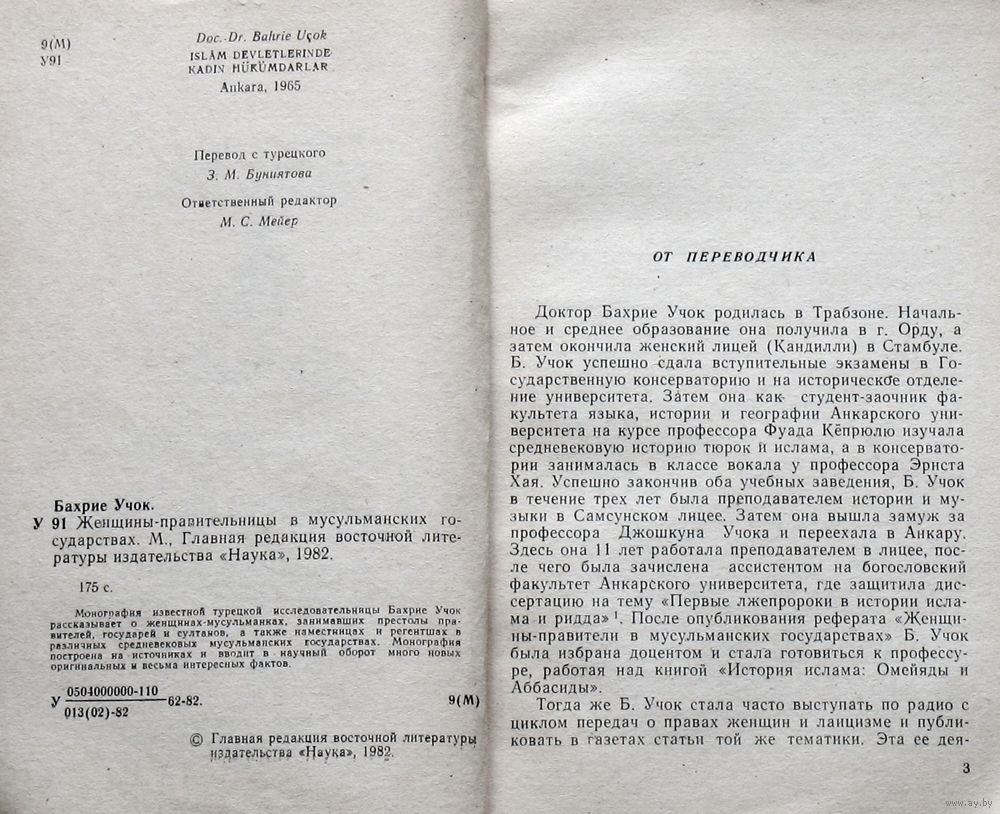 9(М)
У91
Doc.-Dr. Bahrie Uçok
ISLÂM DEVLETLERINDE
KADIN HÜKÜMDARLAR
Ankara, 1965
Перевод с турецкого
З. М. Буниятова
Ответственный редактор
М. С. Мейер
Бахрие Учок.
У 91 Женщины-правительницы в мусульманских го-
сударствах. М., Главная редакция восточной лите-
ратуры издательства «Наука», 1982.
175 с.
Монография известной турецкой исследовательницы Бахрие Учок
рассказывает о женщинах-мусульманках, занимавших престолы пра-
вителей, государей и султанов, а также наместницах и регентшах в
различных средневековых мусульманских государствах. Монография
построена на источниках и вводит в научный оборот много новых
оригинальных и весьма интересных фактов.
0504000000-110
У 62-82. 9(М)
013(02)-82
© Главная редакция восточной литературы
издательства «Наука», 1982.
ОТ ПЕРЕВОДЧИКА
Доктор Бахрие Учок родилась в Трабзоне. Началь-
ное и среднее образование она получила в г. Орду, а
затем окончила женский лицей (Кандилли) в Стамбуле.
Б. Учок успешно сдала вступительные экзамены в Го-
сударственную консерваторию и на историческое отделе-
ние университета. Затем она как студент-заочник фа-
культета языка, истории и географии Анкарского уни-
верситета на курсе профессора Фуада Кёпрюлю изучала
средневековую историю тюрок и ислама, а в консервато-
рии занималась в классе вокала у профессора Эрнста
Хая. Успешно закончив оба учебных заведения, Б. Учок
в течение трех лет была преподавателем истории и му-
зыки в Самсунском лицее. Затем она вышла замуж за
профессора Джошкуна Учока и переехала в Анкару.
Здесь она 11 лет работала преподавателем в лицее, пос-
ле чего была зачислена ассистентом на богословский
факультет Анкарского университета, где защитила дис-
сертацию на тему «Первые лжепророки в истории исла-
ма и ридда» ¹. После опубликования реферата «Женщи-
ны-правители в мусульманских государствах» Б. Учок
была избрана доцентом и стала готовиться к профессу-
ре, работая над книгой «История ислама: Омейяды и
Аббасиды».
Тогда же Б. Учок стала часто выступать по радио с
циклом передач о правах женщин и лаицизме и публи-
ковать в газетах статьи той же тематики. Эта ее дея-
3
www.ay.by